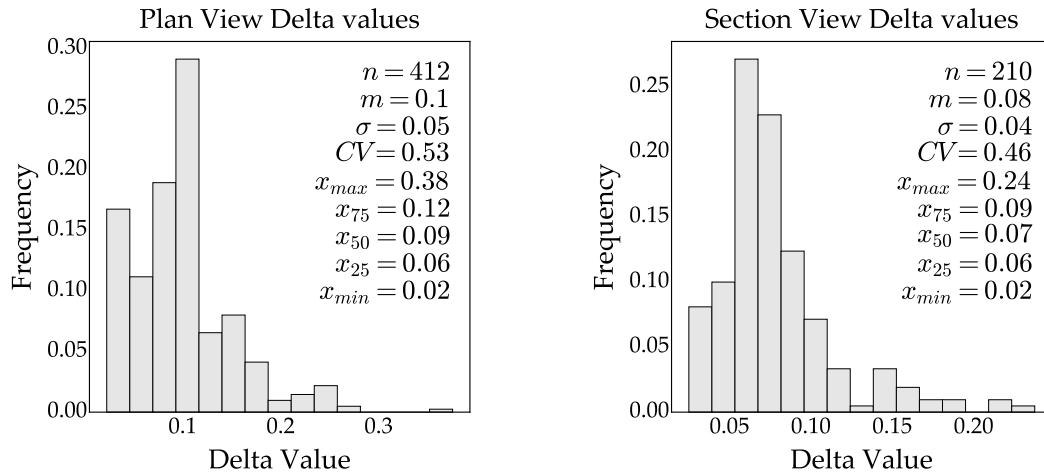 Plan View Delta values
0.30
0.25
0.20
0.15
0.10
0.05
0.00
Frequency
n = 412
m = 0.1
σ = 0.05
CV = 0.53
x_max = 0.38
x_75 = 0.12
x_50 = 0.09
x_25 = 0.06
x_min = 0.02
0.1 0.2 0.3
Delta Value
Section View Delta values
0.25
0.20
0.15
0.10
0.05
0.00
Frequency
n = 210
m = 0.08
σ = 0.04
CV = 0.46
x_max = 0.24
x_75 = 0.09
x_50 = 0.07
x_25 = 0.06
x_min = 0.02
0.05 0.10 0.15 0.20
Delta Value